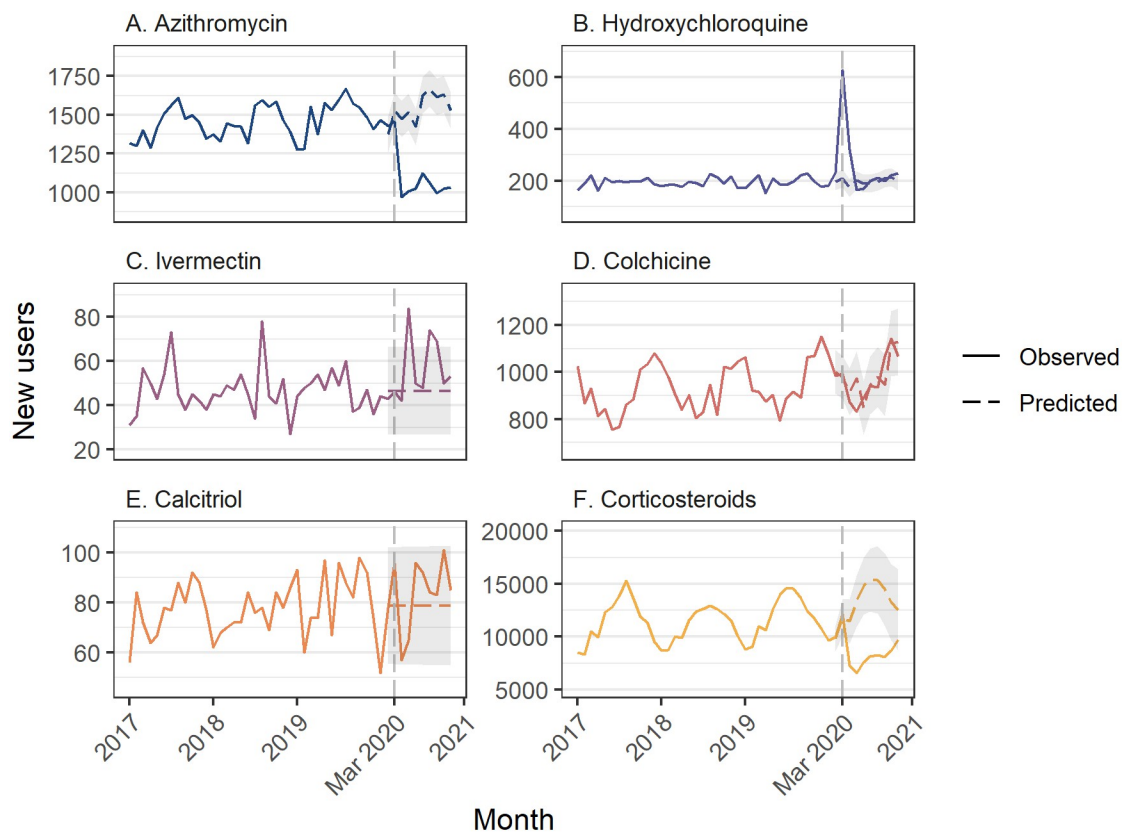 A. Azithromycin
B. Hydroxychloroquine
1750
1500
1250
1000
600
400
200
C. Ivermectin
D. Colchicine
80
60
40
20
1200
1000
800
New users
Observed
Predicted
E. Calcitriol
F. Corticosteroids
100
80
60
20000
15000
10000
5000
2017
2018
2019
Mar 2020
2021
2017
2018
2019
Mar 2020
2021
Month